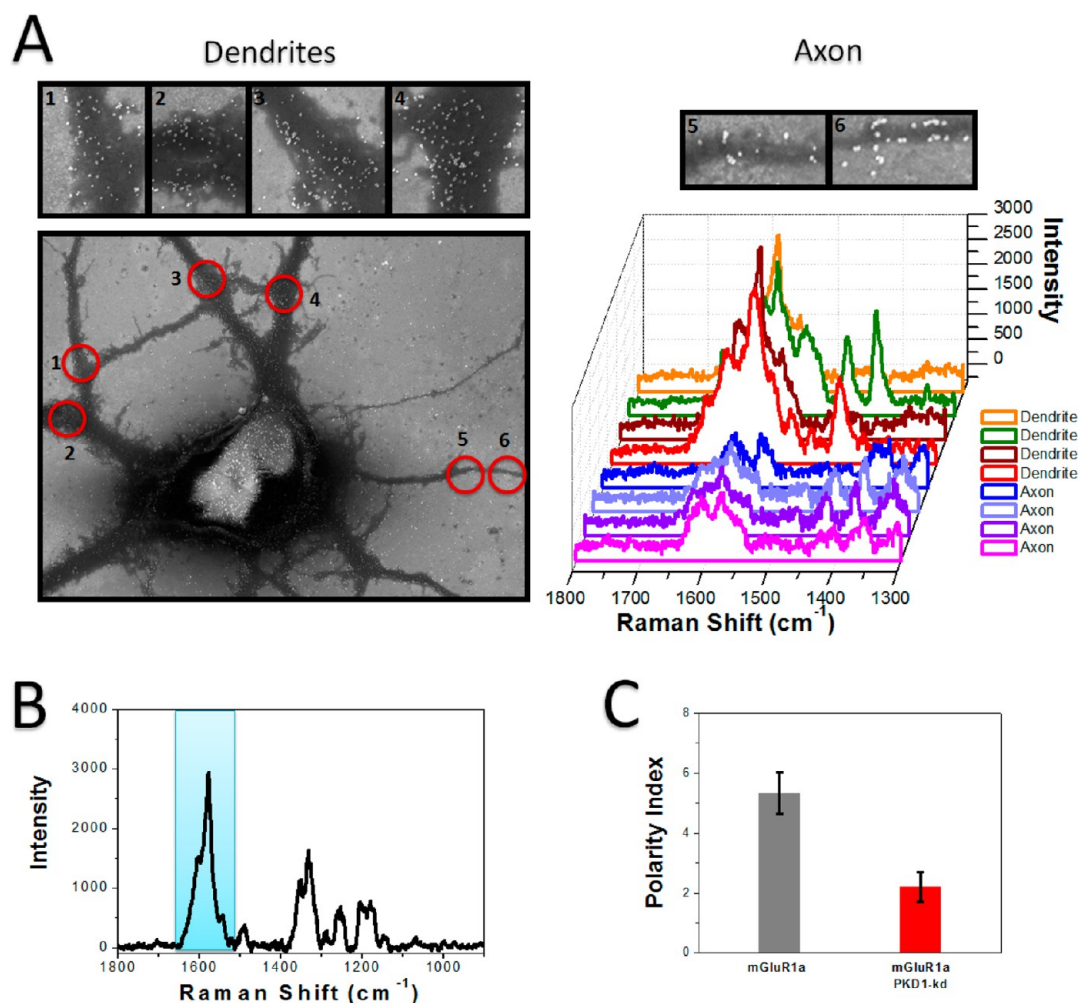 A
Dendrites
Axon
1
2
3
4
5
6
3
4
1
2
5
6
3000
2500
2000
1500
1000
500
0
Intensity
Dendrite
Dendrite
Dendrite
Dendrite
Axon
Axon
Axon
Axon
1800 1600 1500 1400 1300
Raman Shift (cm-1)
B
4000
3000
2000
1000
0
Intensity
1800 1600 1400 1200 1000
Raman Shift (cm-1)
C
8
6
4
2
0
Polarity Index
mGluR1a
mGluR1a
PKD1-kd